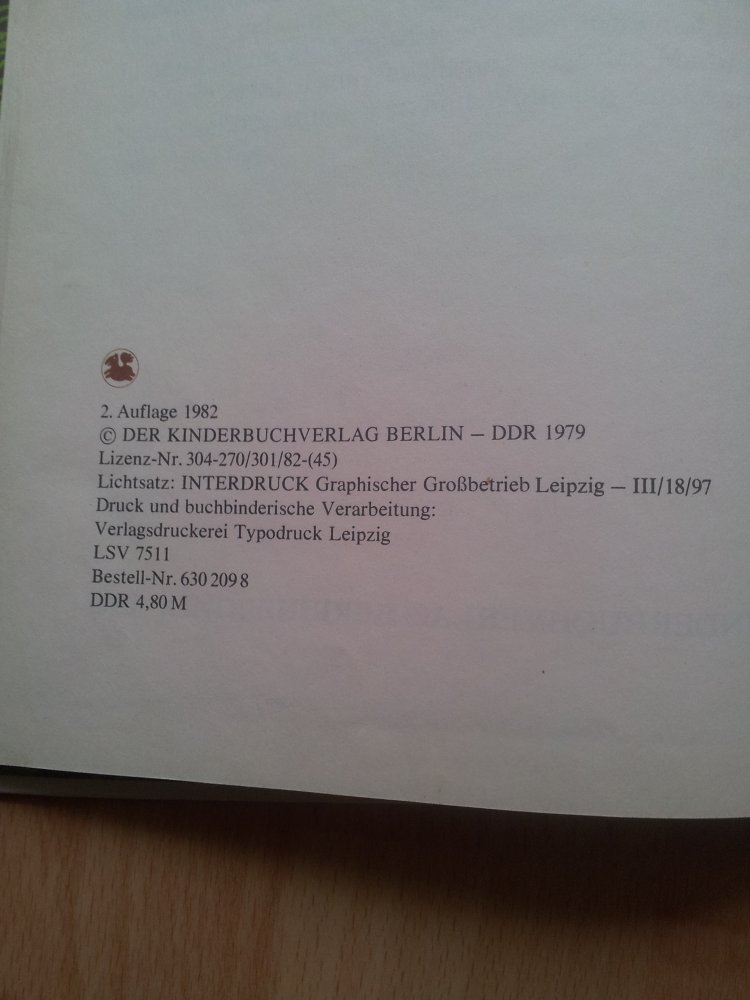 2. Auflage 1982
© DER KINDERBUCHVERLAG BERLIN – DDR 1979
Lizenz-Nr. 304-270/301/82-(45)
Lichtsatz: INTERDRUCK Graphischer Großbetrieb Leipzig – III/18/97
Druck und buchbinderische Verarbeitung:
Verlagsdruckerei Typodruck Leipzig
LSV 7511
Bestell-Nr. 630 209 8
DDR 4,80 M